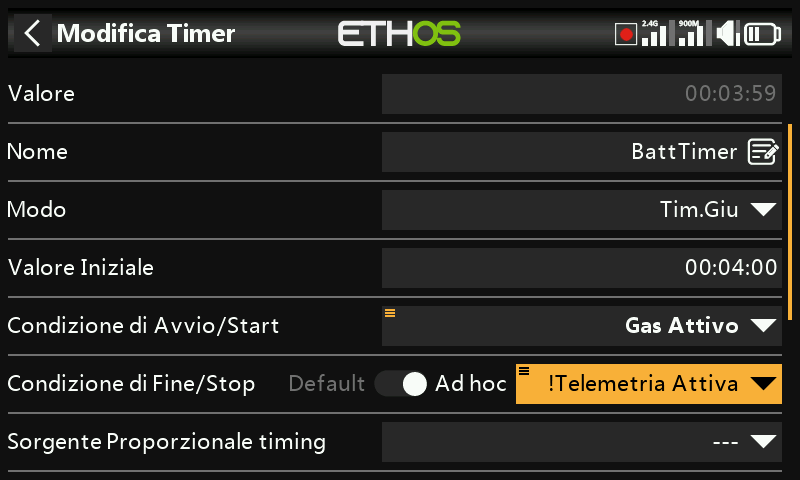 Modifica Timer ETHOS 2.4G 900M
Valore 00:03:59
Nome BattTimer
Modo Tim.Giu
Valore Iniziale 00:04:00
Condizione di Avvio/Start Gas Attivo
Condizione di Fine/Stop Default Ad hoc !Telemetria Attiva
Sorgente Proporzionale timing ---